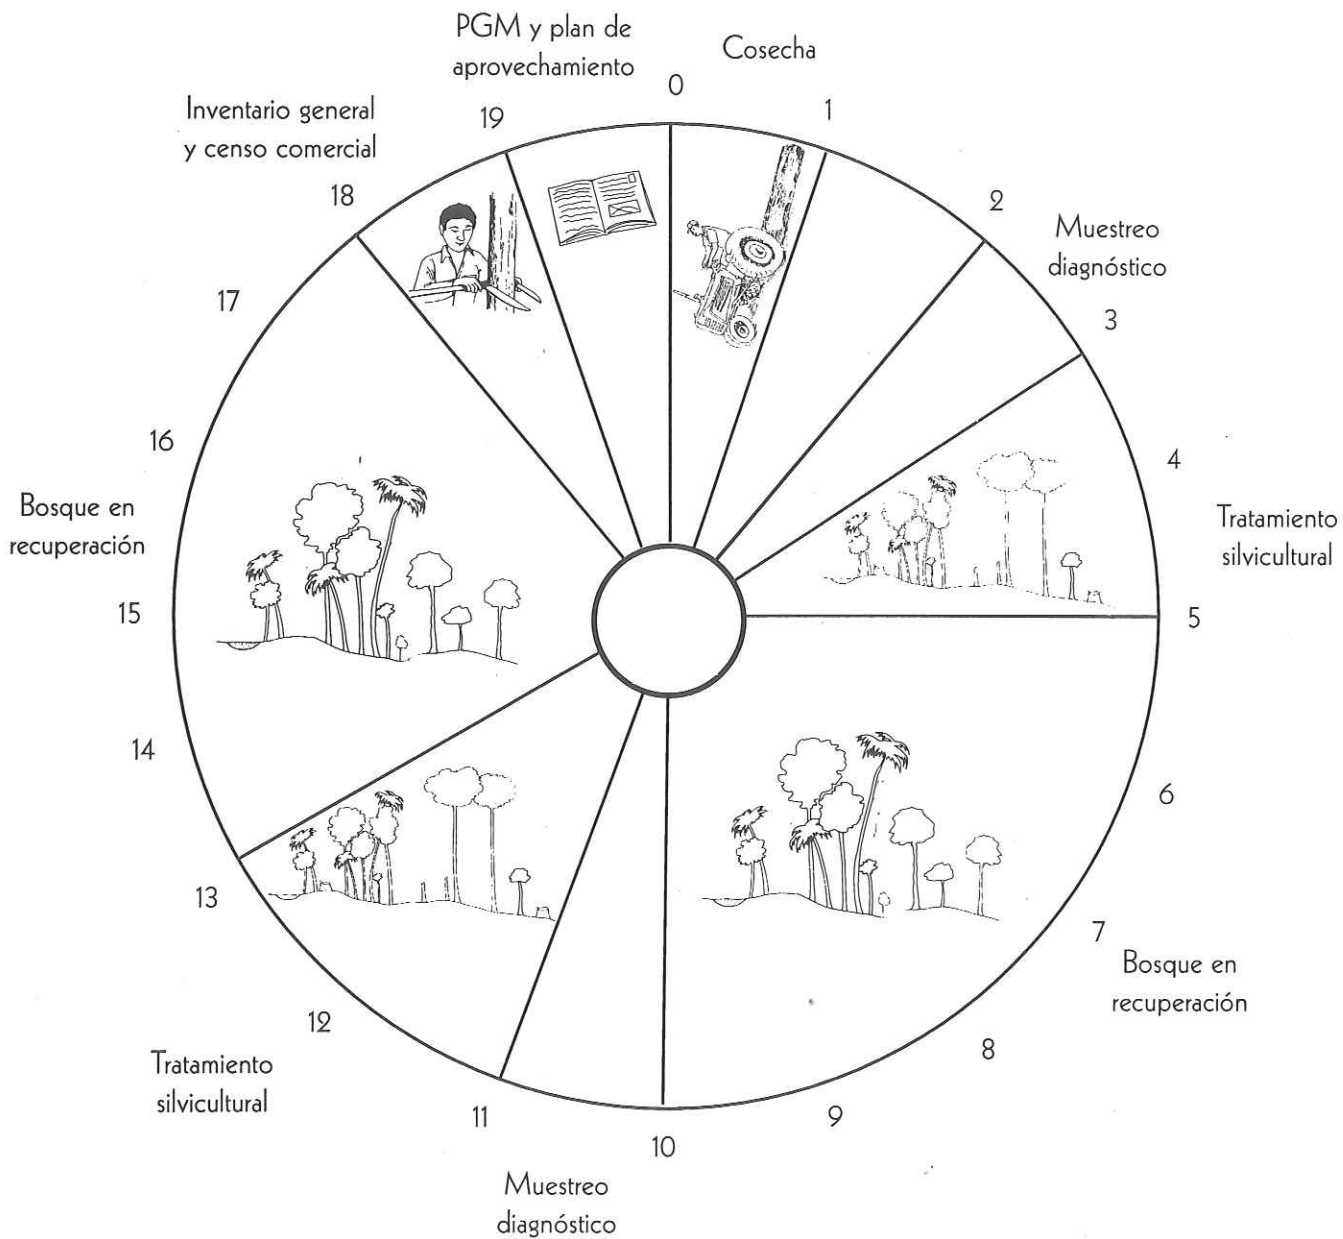 PGM y plan de
aprovechamiento
Cosecha
0
1
2
Muestreo
diagnóstico
3
4
Tratamiento
silvicultural
5
6
7
Bosque en
recuperación
8
9
10
Muestreo
diagnóstico
11
12
Tratamiento
silvicultural
13
14
15
Bosque en
recuperación
16
17
18
Inventario general
y censo comercial
19